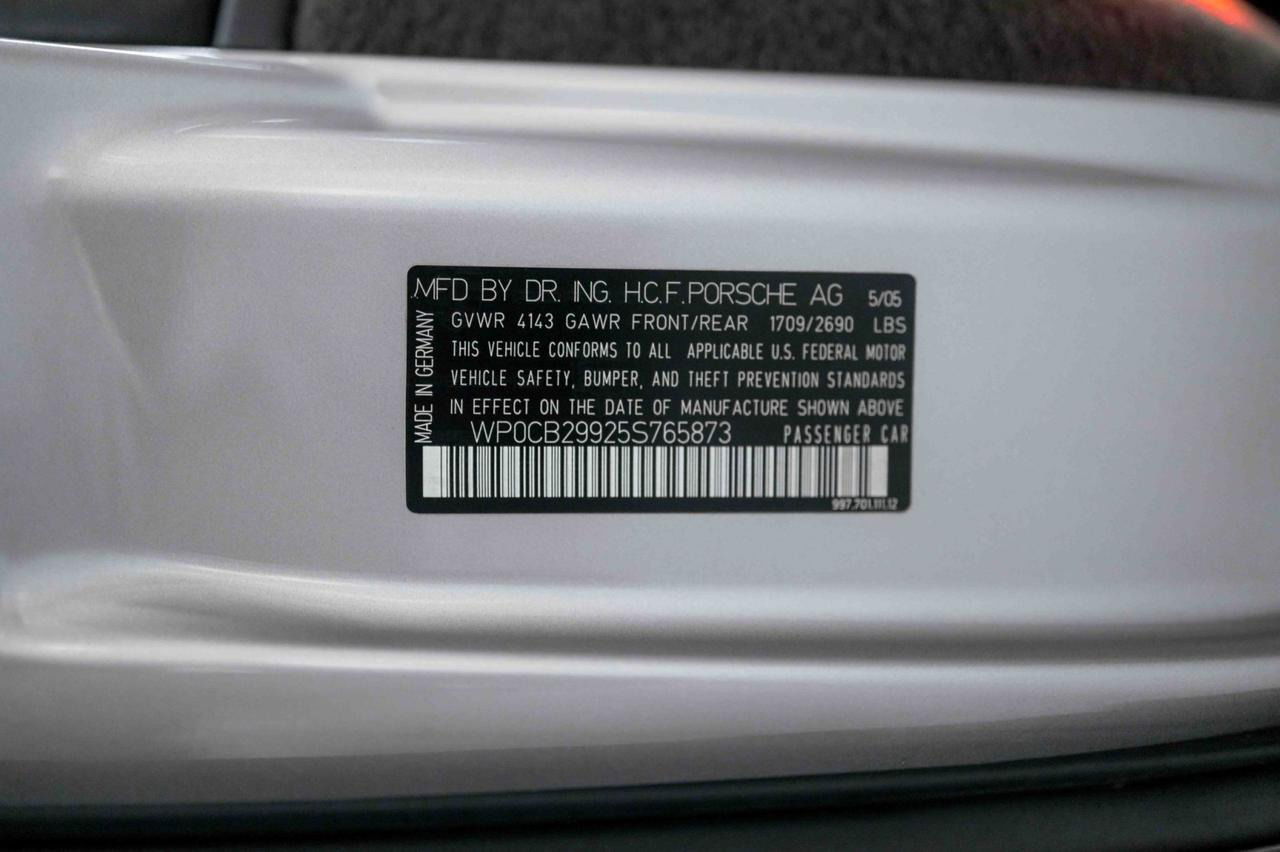 MFD BY DR. ING. H.C.F. PORSCHE AG 5/05
MADE IN GERMANY
GVWR 4143 GAWR FRONT/REAR 1709/2690 LBS
THIS VEHICLE CONFORMS TO ALL APPLICABLE U.S. FEDERAL MOTOR
VEHICLE SAFETY, BUMPER, AND THEFT PREVENTION STANDARDS
IN EFFECT ON THE DATE OF MANUFACTURE SHOWN ABOVE
WP0CB29925S765873 PASSENGER CAR
997.701.111.12